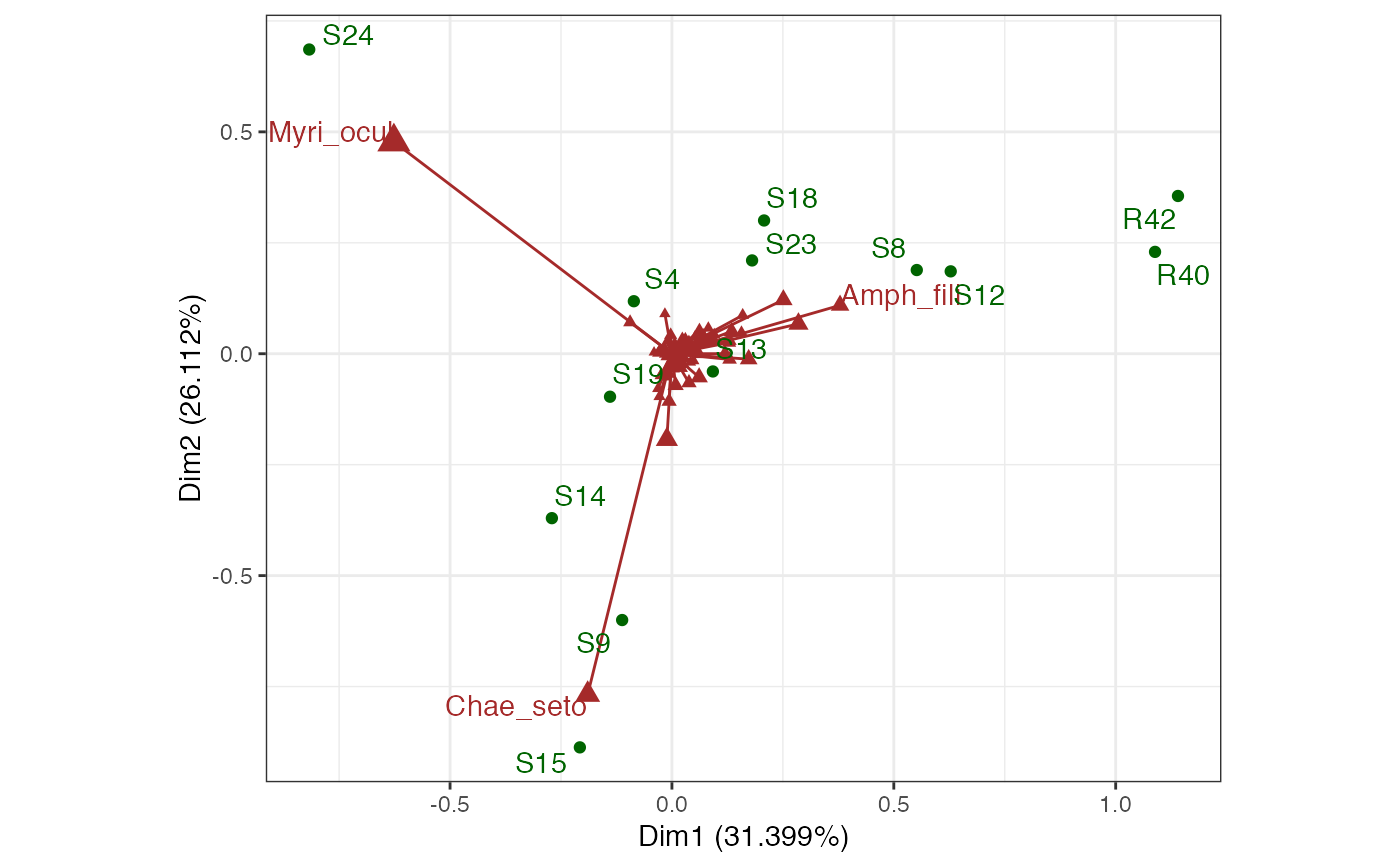 S24
Myri_ocul
S18
R42
S23
S8
R40
S4
Amph_fili
S12
S13
S19
S14
S9
Chae_seto
S15
0.5
0.0
-0.5
-0.5
0.0
0.5
1.0
Dim1 (31.399%)
Dim2 (26.112%)